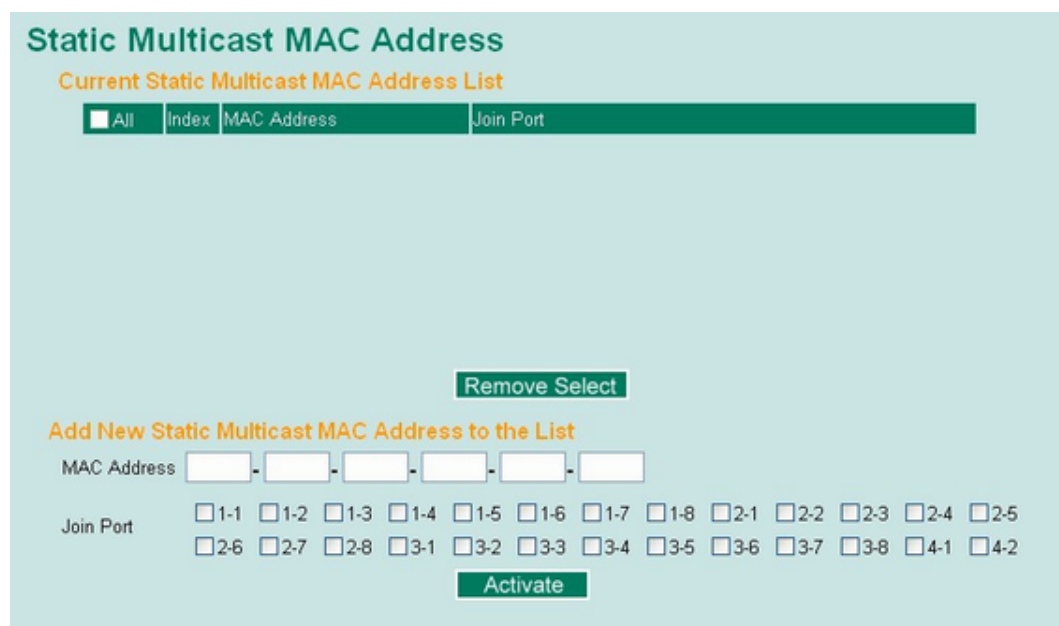 Static Multicast MAC Address
Current Static Multicast MAC Address List
All Index MAC Address Join Port
Remove Select
Add New Static Multicast MAC Address to the List
MAC Address - - - - -
Join Port
1-1 1-2 1-3 1-4 1-5 1-6 1-7 1-8 2-1 2-2 2-3 2-4 2-5
2-6 2-7 2-8 3-1 3-2 3-3 3-4 3-5 3-6 3-7 3-8 4-1 4-2
Activate